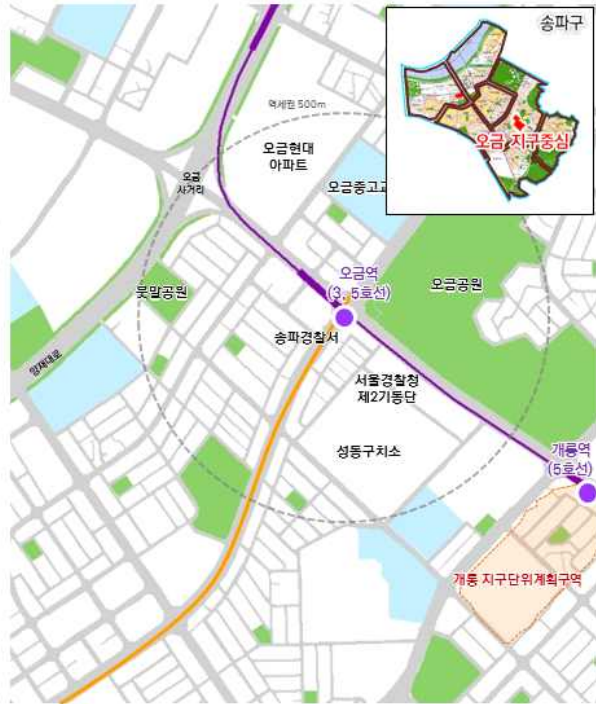 송파구
오금 지구중심
역세권 500m
오금현대
아파트
오금중고교
오금
사거리
오금역
(3, 5호선)
오금공원
붓말공원
송파경찰서
양재대로
서울경찰청
제2기동단
성동구치소
개롱역
(5호선)
개롱 지구단위계획구역